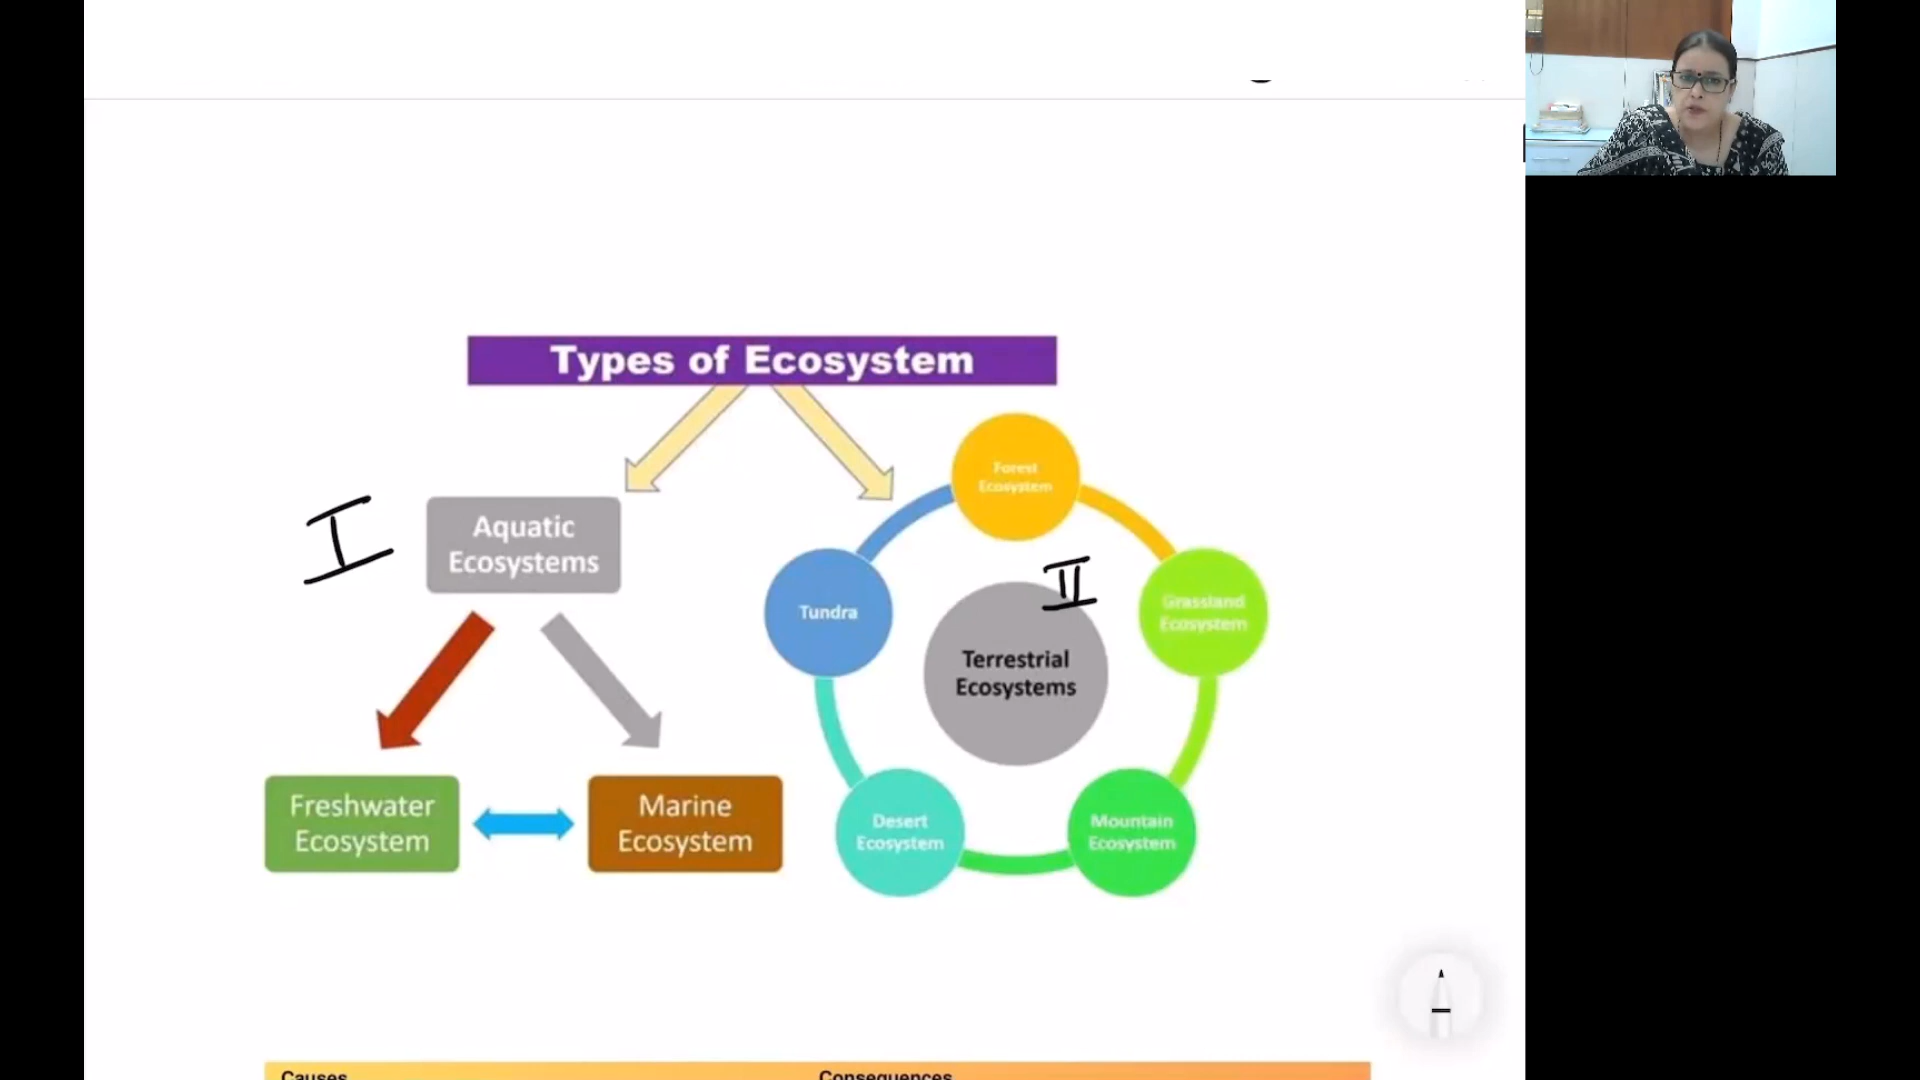 Types of Ecosystem
I
Aquatic
Ecosystems
Freshwater
Ecosystem
Marine
Ecosystem
Forest
Ecosystem
Tundra
II
Grassland
Ecosystem
Terrestrial
Ecosystems
Desert
Ecosystem
Mountain
Ecosystem
Causes
Consequences